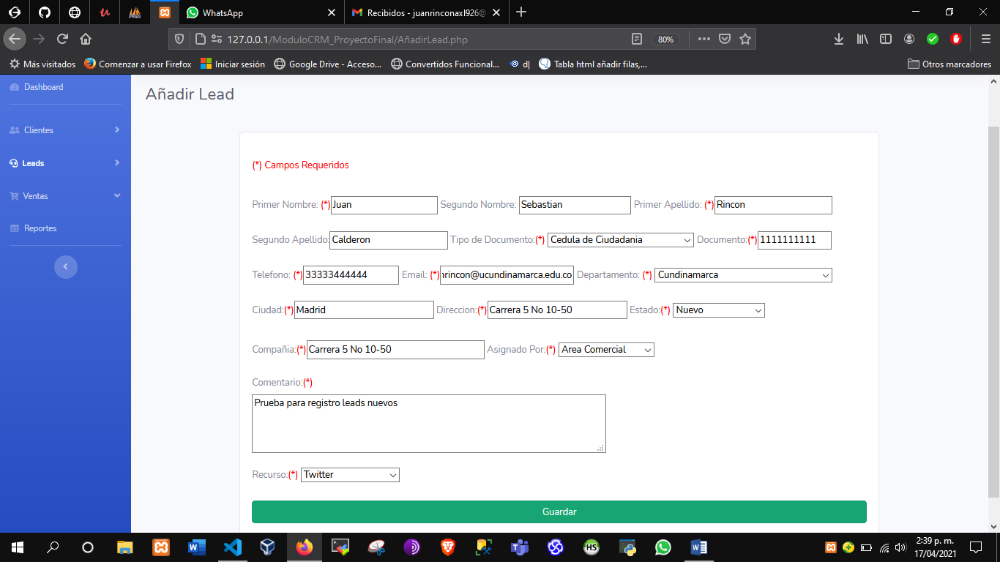 WhatsApp
Recibidos - juanrinconaxl926@
127.0.0.1/ModuloCRM_ProyectoFinal/AñadirLead.php
80%
Más visitados
Comenzar a usar Firefox
Iniciar sesión
Google Drive - Acceso...
Convertidos Funcional...
d|
Tabla html añadir filas,...
Otros marcadores
Dashboard
Clientes
Leads
Ventas
Reportes
Añadir Lead
(*) Campos Requeridos
Primer Nombre: (*) Juan Segundo Nombre: Sebastian Primer Apellido: (*) Rincon
Segundo Apellido: Calderon Tipo de Documento:(*) Cedula de Ciudadania Documento:(*) 1111111111
Telefono: (*) 33333444444 Email: (*) rincon@ucundinamarca.edu.co Departamento: (*) Cundinamarca
Ciudad:(*) Madrid Direccion:(*) Carrera 5 No 10-50 Estado:(*) Nuevo
Compañia:(*) Carrera 5 No 10-50 Asignado Por:(*) Area Comercial
Comentario:(*)
Prueba para registro leads nuevos
Recurso:(*) Twitter
Guardar
HS
2:39 p. m.
17/04/2021